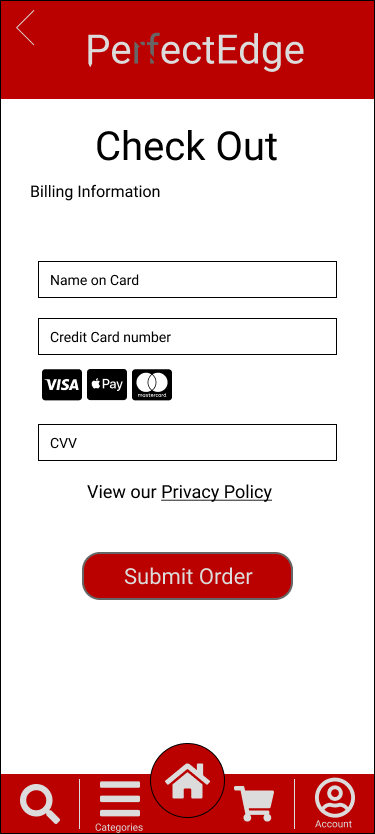 PerfectEdge
Check Out
Billing Information
Name on Card
Credit Card number
VISA Pay mastercard
CVV
View our Privacy Policy
Submit Order
Categories
Account